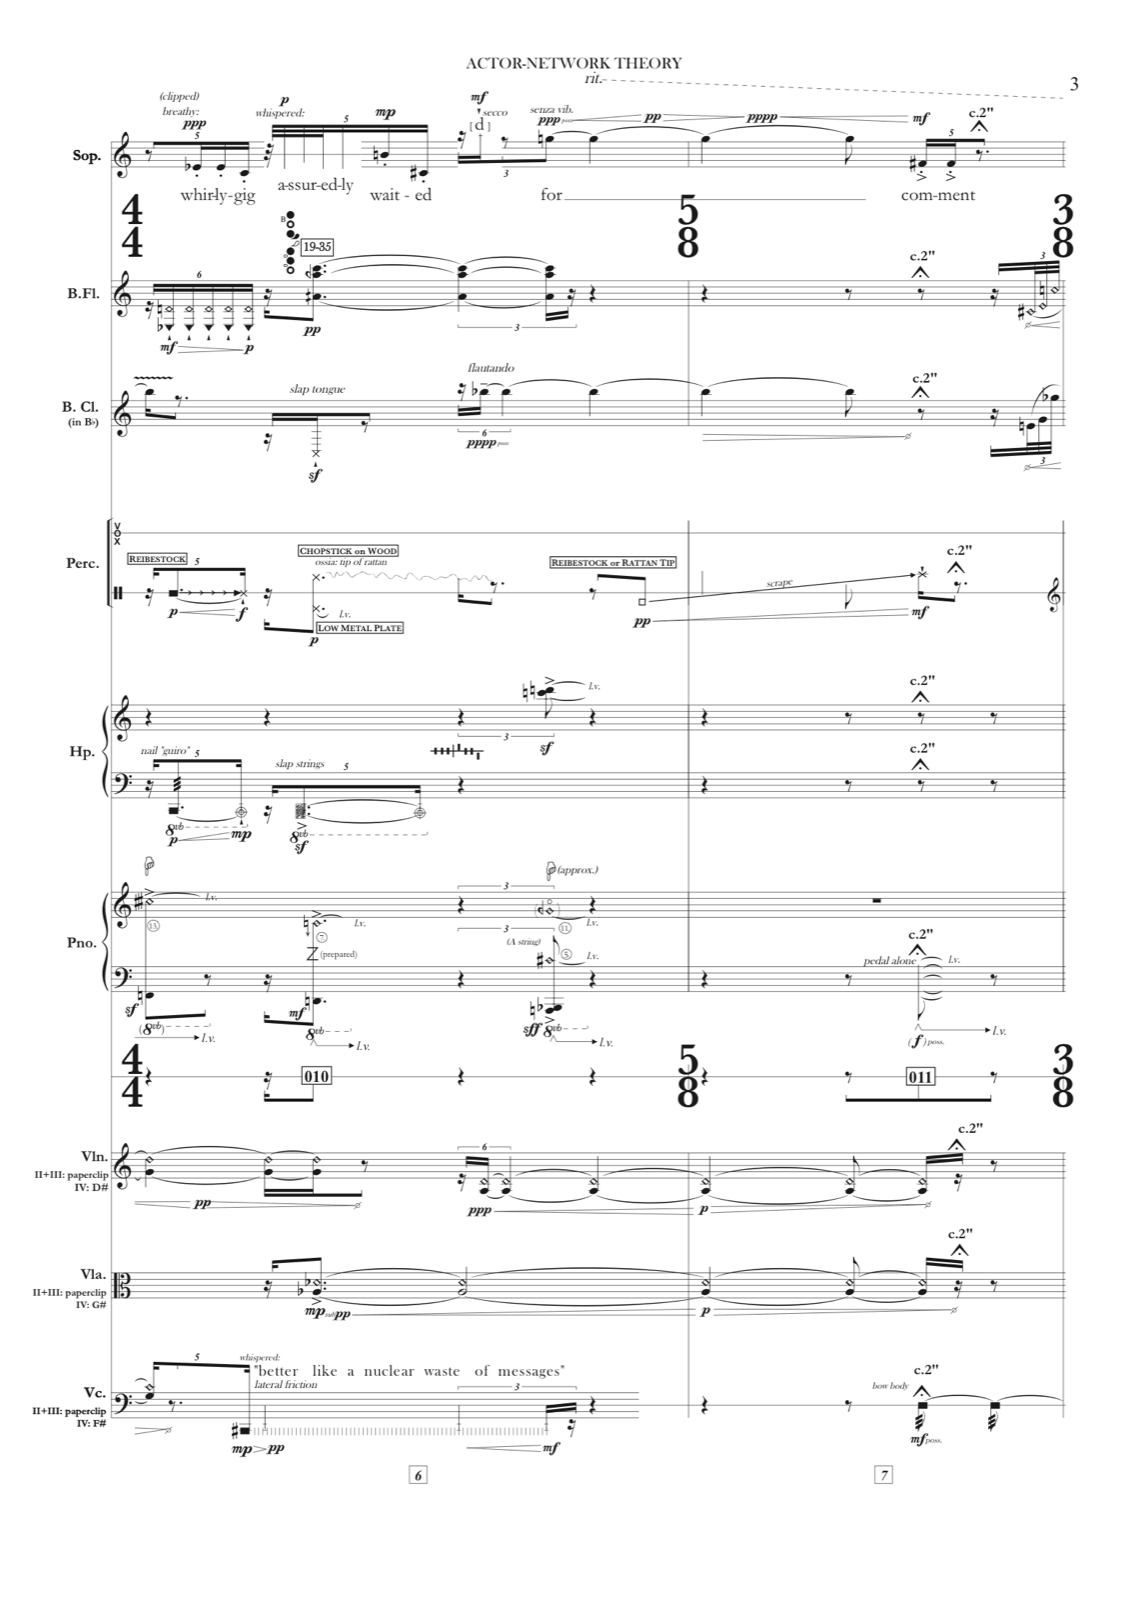 ACTOR-NETWORK THEORY
rit.
3
(clipped)
breathy:
ppp
whispered:
p
mp
mf
secco
[d]
senza vib.
ppp
pp
pppp
mf
c.2"
5
5
3
Sop.
whirly-gig a-ssur-ed-ly wait - ed for com-ment
4
4
5
8
3
8
19-35
c.2"
B.Fl.
6
3
3
mf
p
pp
flautando
c.2"
B. Cl.
(in B♭)
slap tongue
sf
6
pppp
3
VOX
Perc.
REIBESTOCK
5
CHOPSTICK on WOOD
ossia: tip of rattan
REIBESTOCK or RATTAN TIP
c.2"
scrape
p
f
l.v.
LOW METAL PLATE
p
pp
mf
l.v.
c.2"
3
sf
Hp.
nail "guiro"
5
slap strings
5
c.2"
8vb
p
mp
8vb
sf
3
(approx.)
l.v.
13
l.v.
7
3
11
l.v.
Pno.
Z (prepared)
(A string)
5
l.v.
c.2"
pedal alone
l.v.
sf
mf
sff
(8vb)
l.v.
8vb
l.v.
8vb
l.v.
(f) poss.
l.v.
4
4
010
5
8
011
3
8
c.2"
Vln.
II+III: paperclip
IV: D#
6
pp
ppp
p
c.2"
Vla.
II+III: paperclip
IV: G#
mp sub pp
p
5
whispered:
"better like a nuclear waste of messages"
lateral friction
3
bow body
c.2"
Vc.
II+III: paperclip
IV: F#
mp > pp
mf
mf poss.
6
7